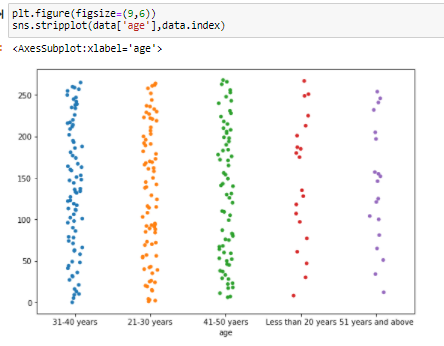 plt.figure(figsize=(9,6))
sns.stripplot(data['age'],data.index)
<AxesSubplot:xlabel='age'>
250
200
150
100
50
0
31-40 years 21-30 years 41-50 yaers Less than 20 years 51 years and above
age